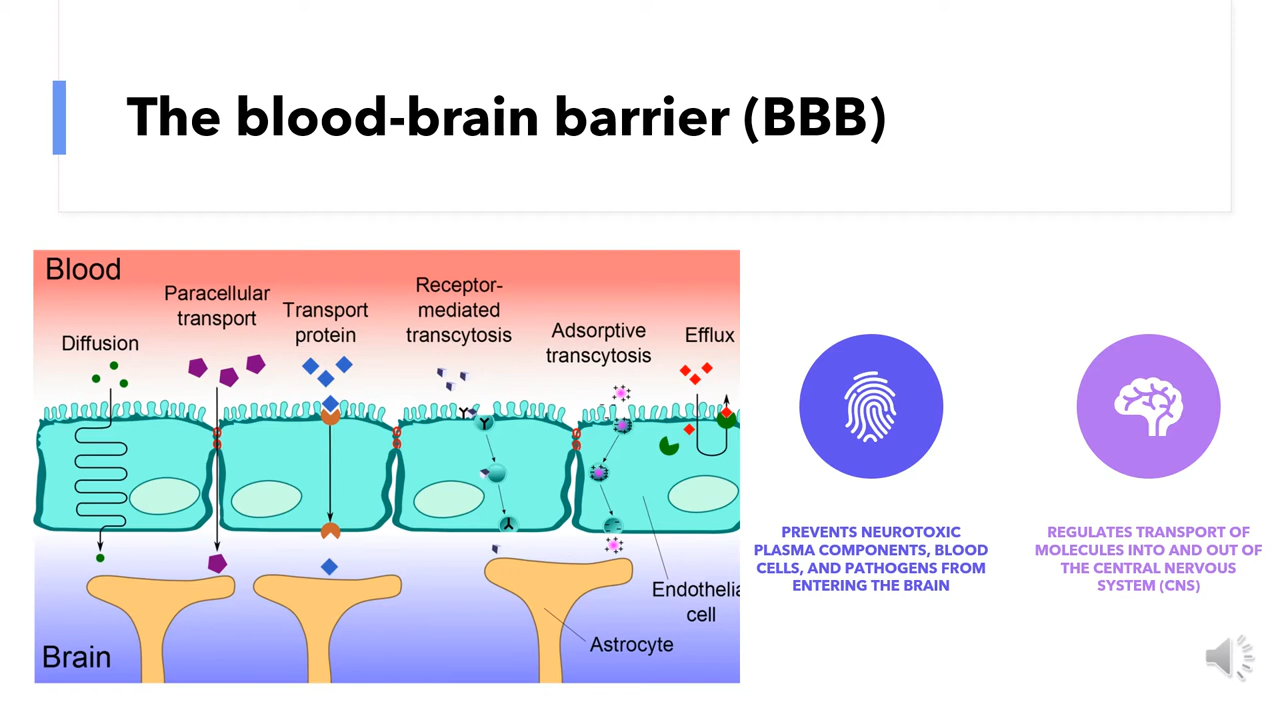 The blood-brain barrier (BBB)
Blood
Paracellular
transport
Transport
protein
Receptor-
mediated
transcytosis
Adsorptive
transcytosis
Efflux
Diffusion
Endothelia
cell
Astrocyte
Brain
PREVENTS NEUROTOXIC
PLASMA COMPONENTS, BLOOD
CELLS, AND PATHOGENS FROM
ENTERING THE BRAIN
REGULATES TRANSPORT OF
MOLECULES INTO AND OUT OF
THE CENTRAL NERVOUS
SYSTEM (CNS)